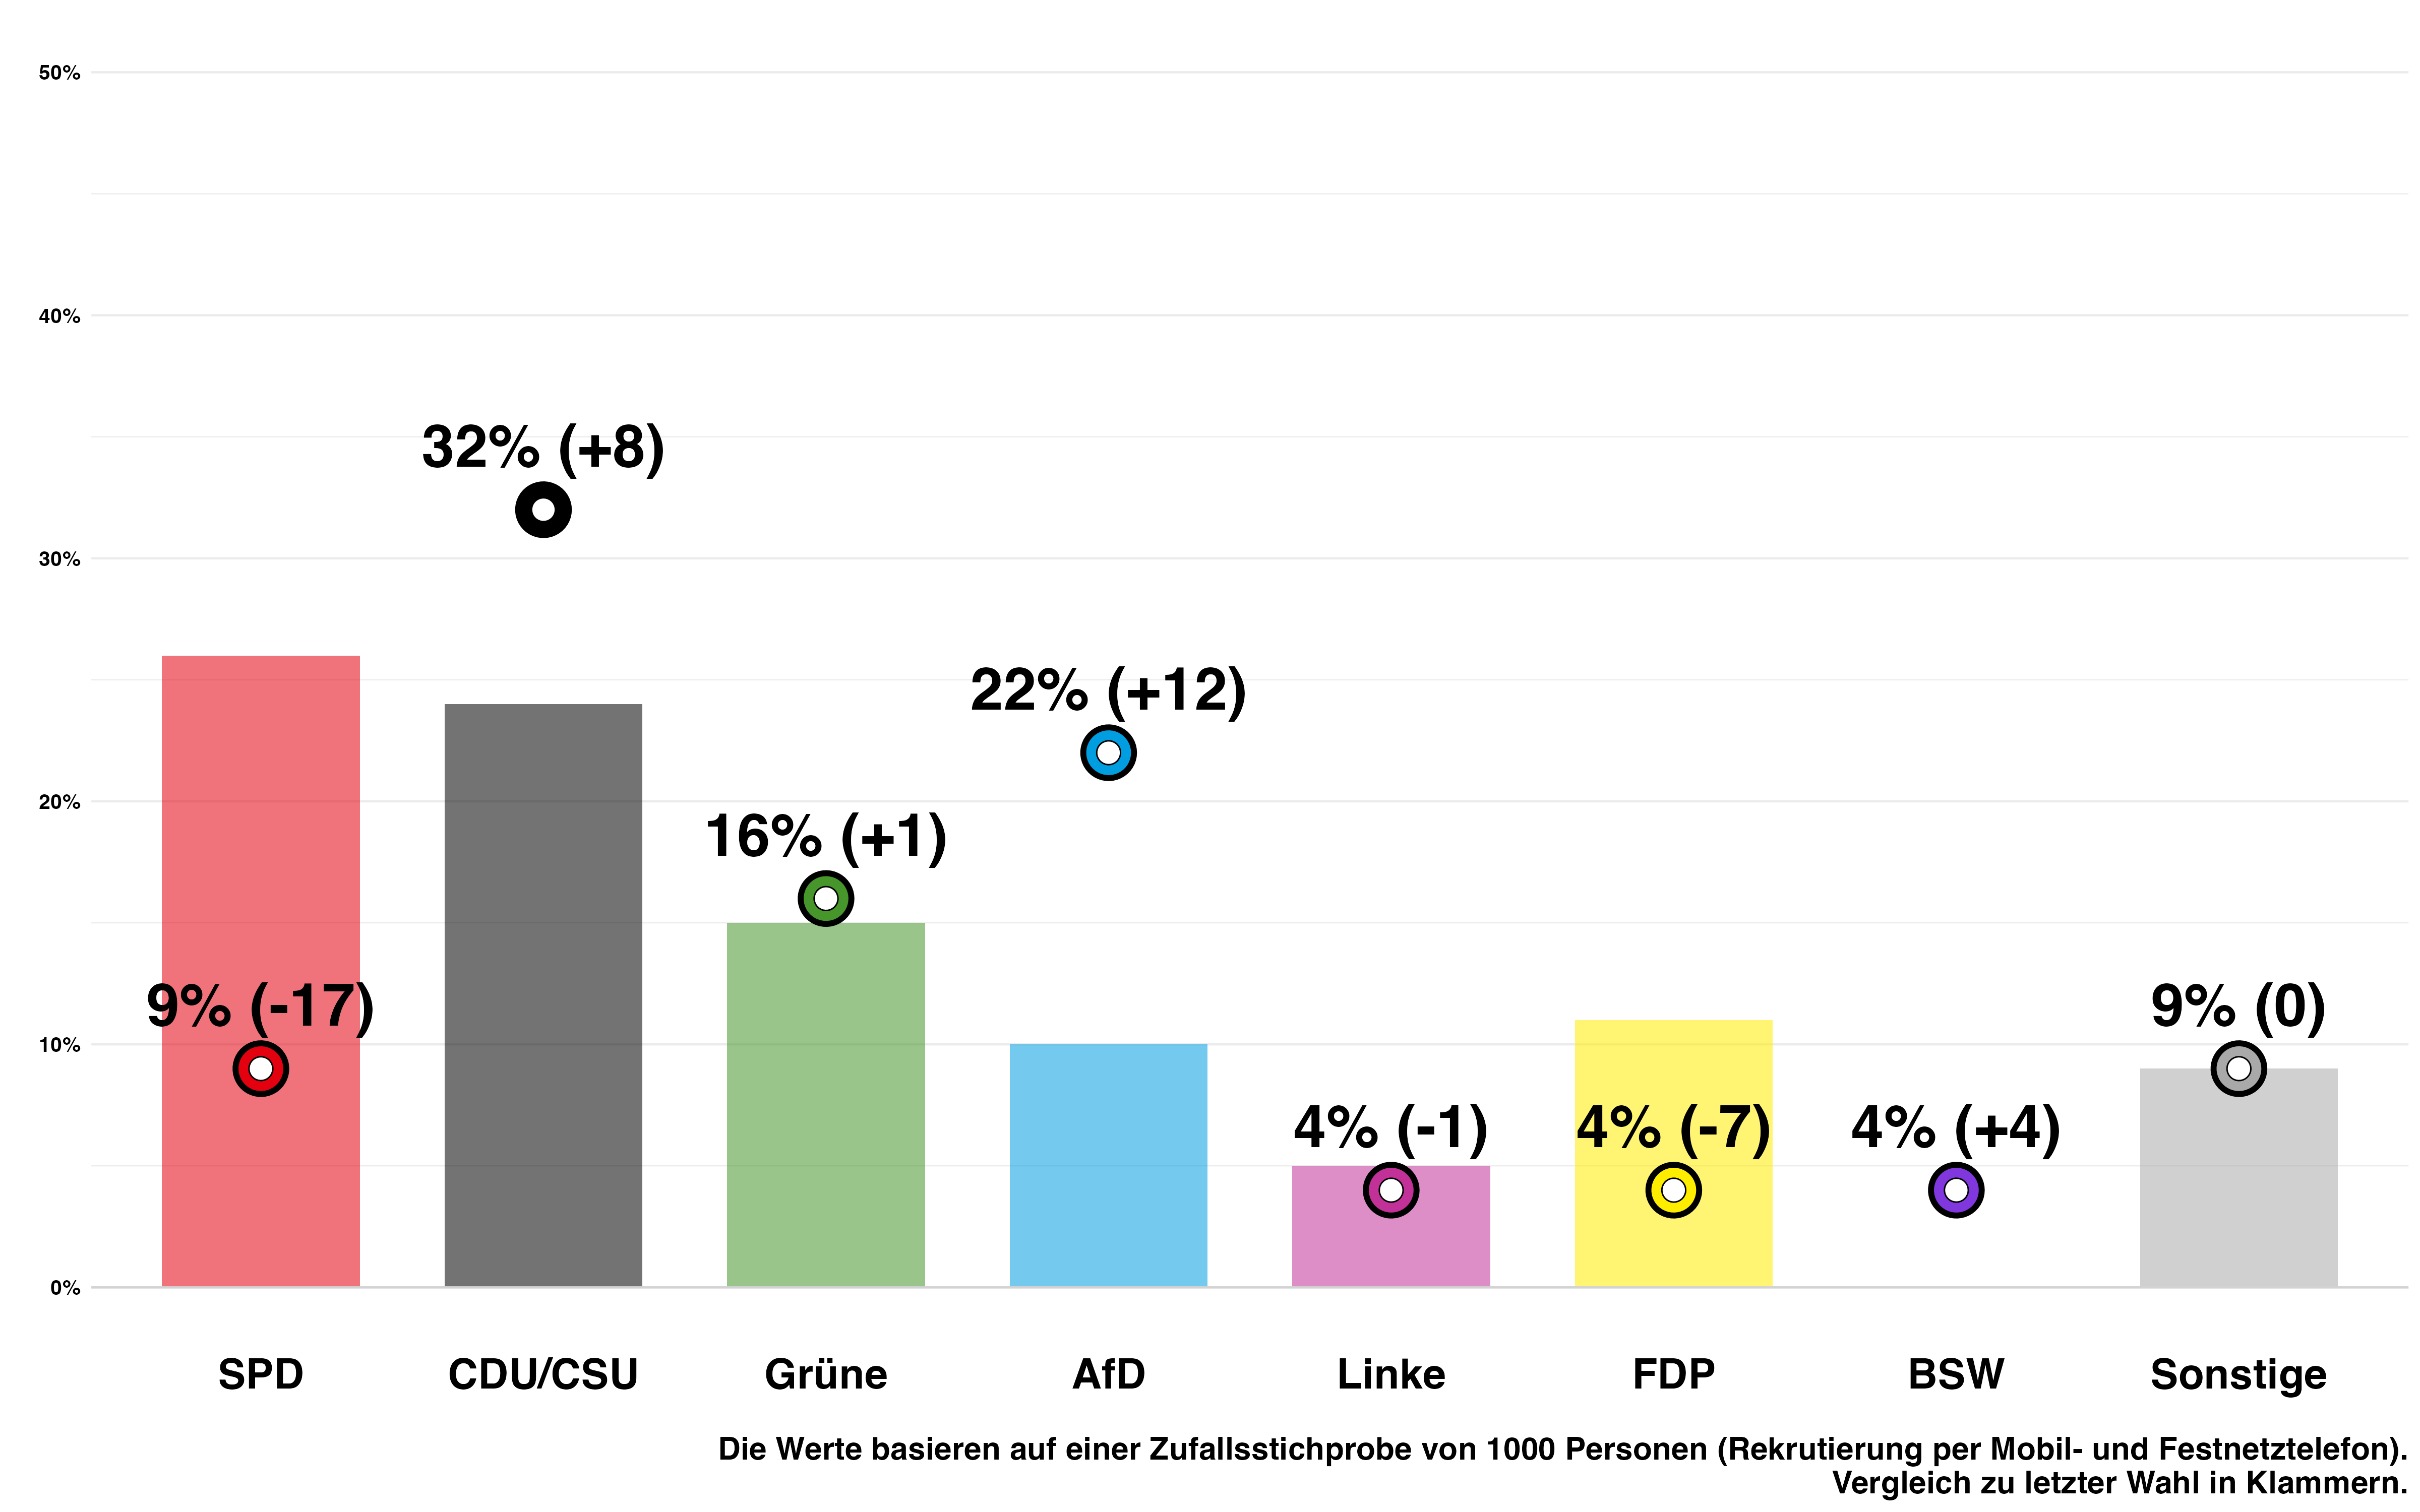 50%
40%
30%
20%
10%
0%
32% (+8)
22% (+12)
16% (+1)
9% (-17)
9% (0)
4% (-1)
4% (-7)
4% (+4)
SPD
CDU/CSU
Grüne
AfD
Linke
FDP
BSW
Sonstige
Die Werte basieren auf einer Zufallsstichprobe von 1000 Personen (Rekrutierung per Mobil- und Festnetztelefon).
Vergleich zu letzter Wahl in Klammern.